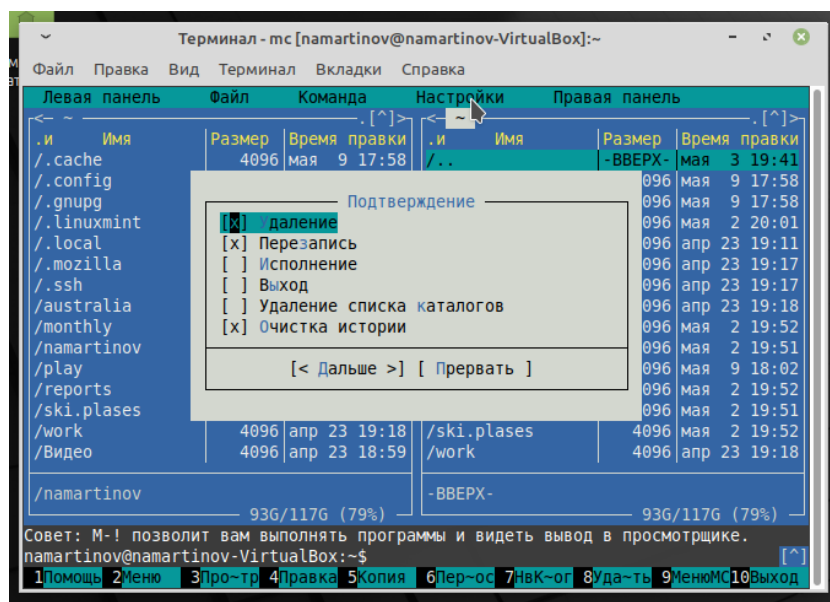 Терминал - mc [namartinov@namartinov-VirtualBox]:~
Файл Правка Вид Терминал Вкладки Справка
Левая панель Файл Команда Настройки Правая панель
<— ~ .[^]> <— ~ .[^]>
.и Имя Размер Время правки .и Имя Размер Время правки
/.cache 4096 мая 9 17:58 /.. -ВВЕРХ- мая 3 19:41
/.config 096 мая 9 17:58
/.gnupg Подтверждение 096 мая 9 17:58
/.linuxmint [x] Удаление 096 мая 2 20:01
/.local [x] Перезапись 096 апр 23 19:11
/.mozilla [ ] Исполнение 096 апр 23 19:17
/.ssh [ ] Выход 096 апр 23 19:17
/australia [ ] Удаление списка каталогов 096 апр 23 19:18
/monthly [x] Очистка истории 096 мая 2 19:52
/namartinov 096 мая 2 19:51
/play [< Дальше >] [ Прервать ] 096 мая 9 18:02
/reports 096 мая 2 19:52
/ski.plases 096 мая 2 19:51
/work 4096 апр 23 19:18 /ski.plases 4096 мая 2 19:52
/Видео 4096 апр 23 18:59 /work 4096 апр 23 19:18
/namartinov -ВВЕРХ-
93G/117G (79%) 93G/117G (79%)
Совет: M-! позволит вам выполнять программы и видеть вывод в просмотрщике.
namartinov@namartinov-VirtualBox:~$ [^]
1Помощь 2Меню 3Про~тр 4Правка 5Копия 6Пер~ос 7НвК~ог 8Уда~ть 9МенюMC 10Выход